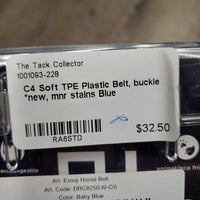 The Tack Collector
1001093-228
C4 Soft TPE Plastic Belt, buckle
*new, mnr stains Blue
RA6STD
$32.50
Art: Emoji Horse Belt
Art. Code: DRC8250-I9-OS
Color: Baby Blue